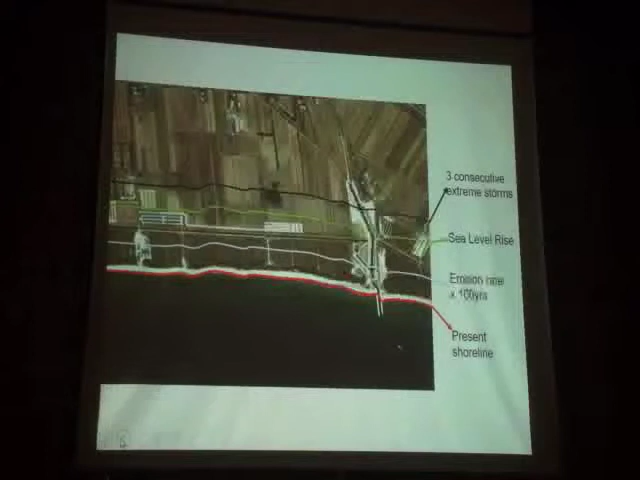 3 consecutive
extreme storms
Sea Level Rise
Erosion rate
x 100yrs
Present
shoreline